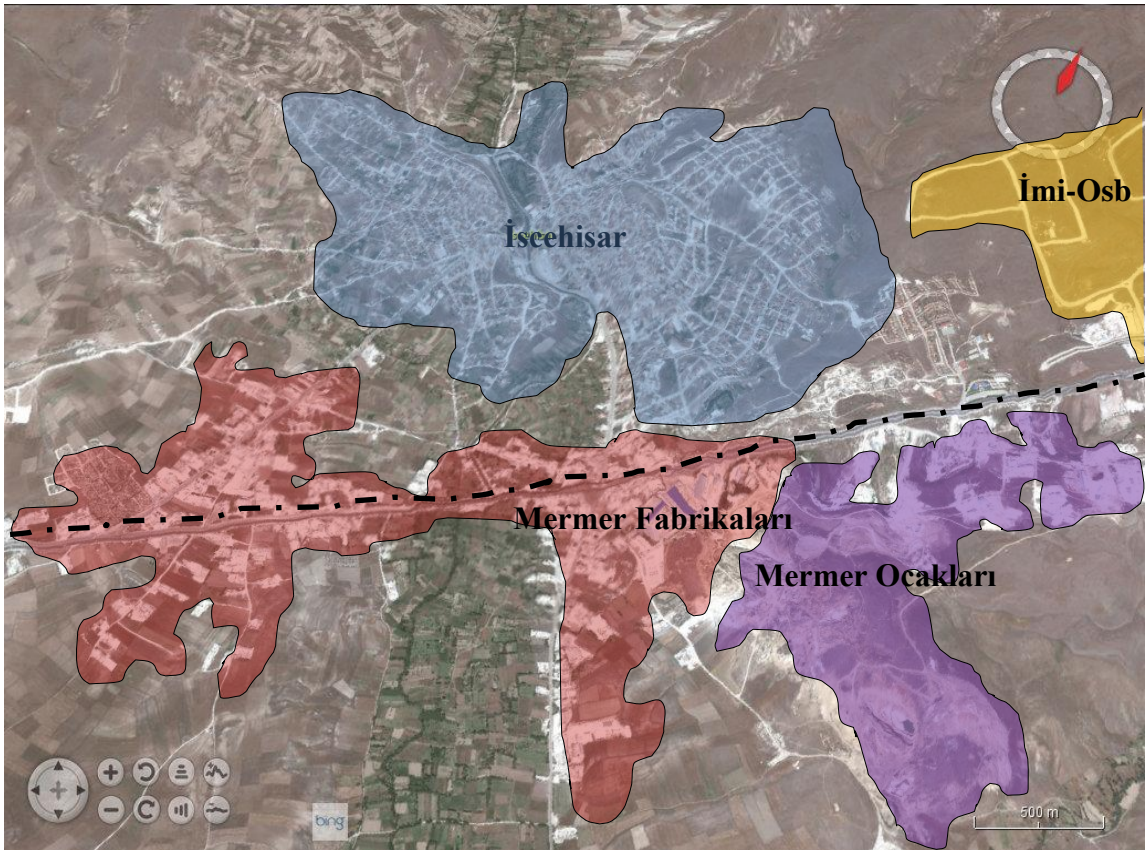 İmi-Osb
İscehisar
Mermer Fabrikaları
Mermer Ocakları
500 m
bing